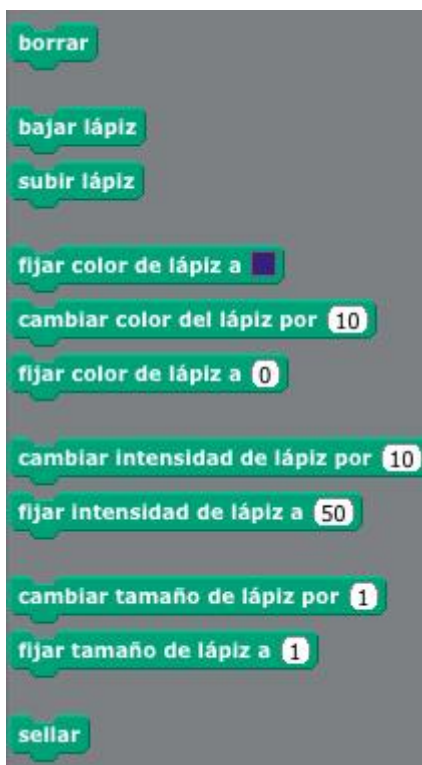 borrar
bajar lápiz
subir lápiz
fijar color de lápiz a
cambiar color del lápiz por 10
fijar color de lápiz a 0
cambiar intensidad de lápiz por 10
fijar intensidad de lápiz a 50
cambiar tamaño de lápiz por 1
fijar tamaño de lápiz a 1
sellar